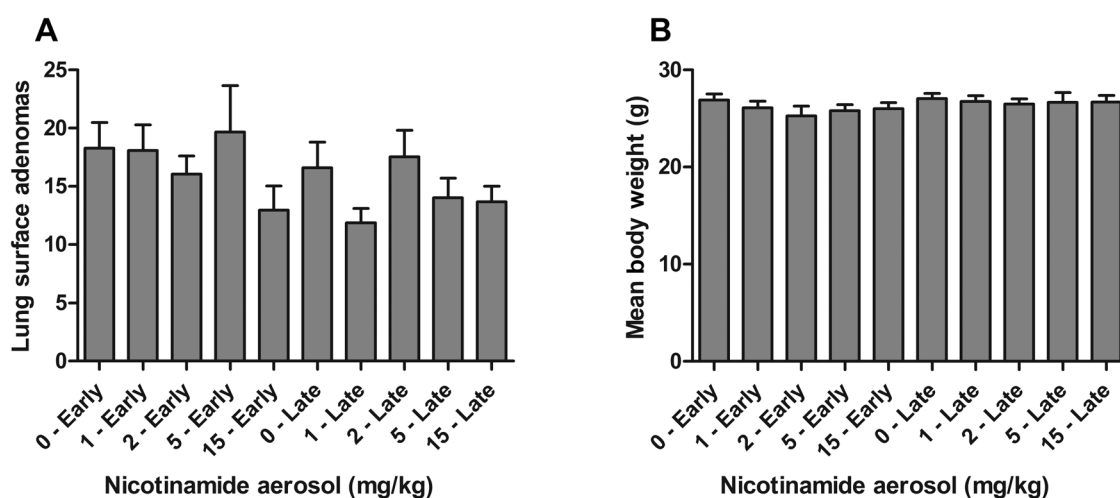 A
Lung surface adenomas
25
20
15
10
5
0
0 - Early
1 - Early
2 - Early
5 - Early
15 - Early
0 - Late
1 - Late
2 - Late
5 - Late
15 - Late
Nicotinamide aerosol (mg/kg)
B
Mean body weight (g)
30
20
10
0
0 - Early
1 - Early
2 - Early
5 - Early
15 - Early
0 - Late
1 - Late
2 - Late
5 - Late
15 - Late
Nicotinamide aerosol (mg/kg)